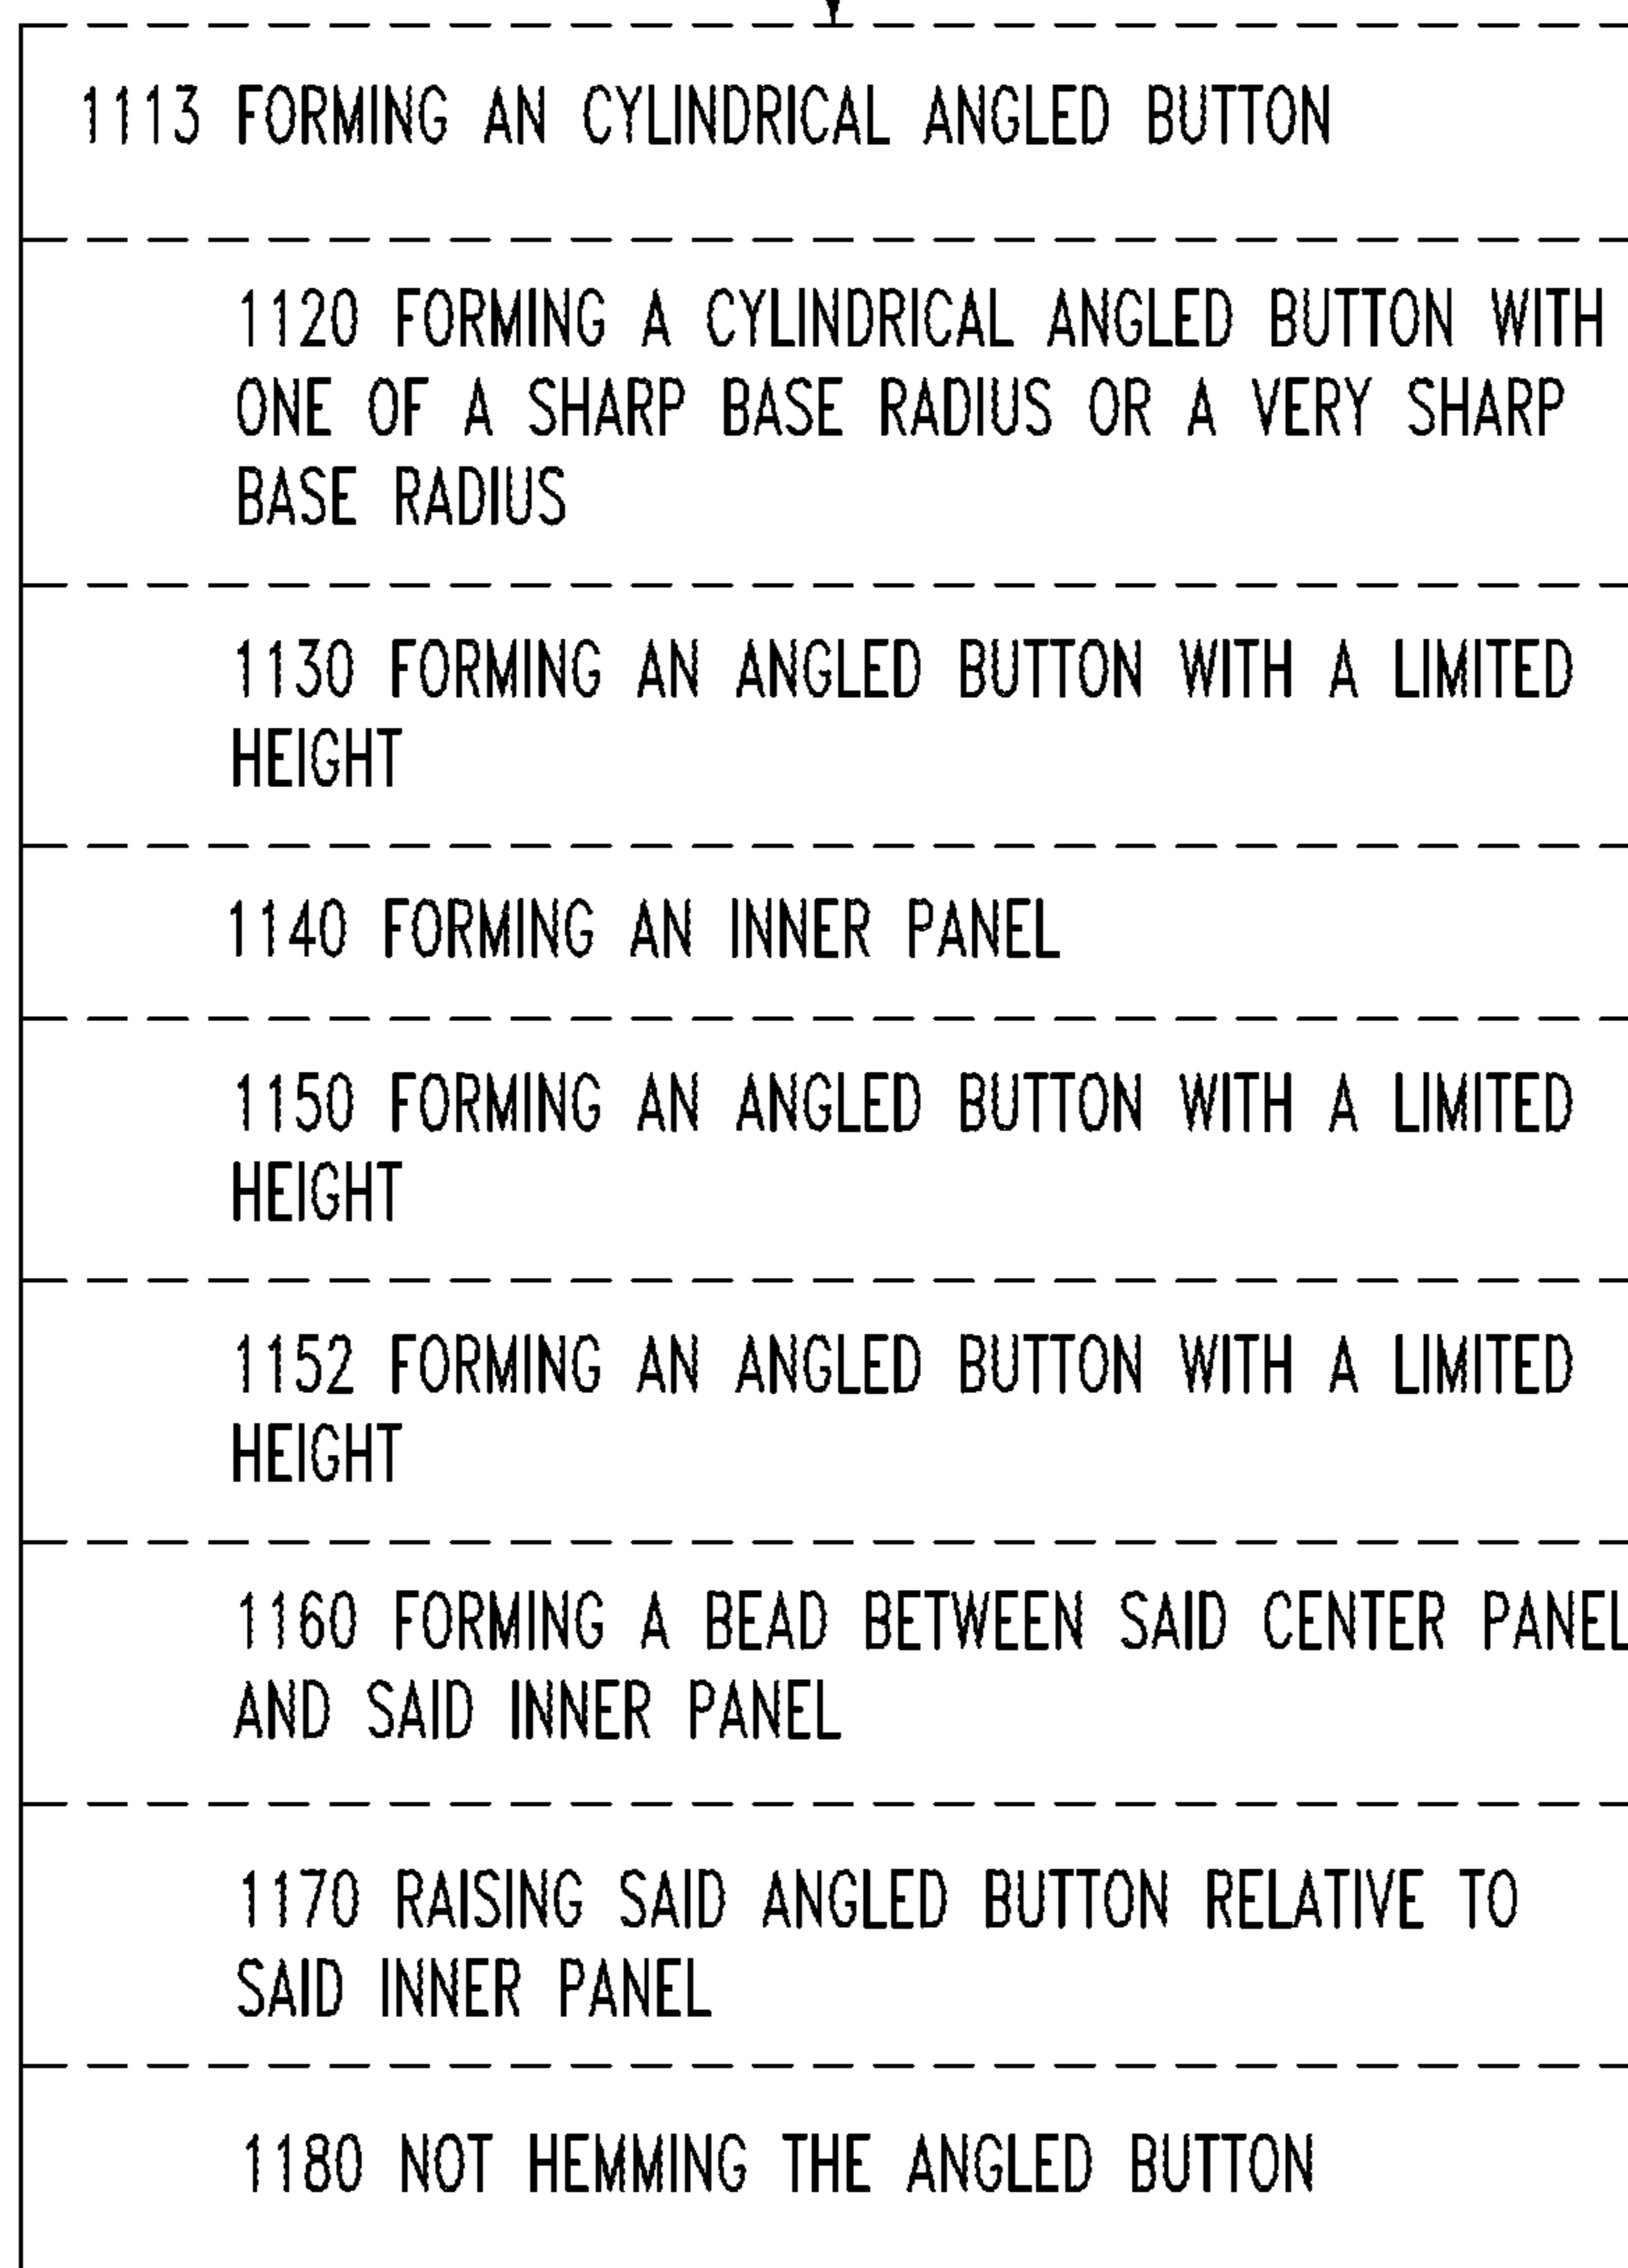 1113 FORMING AN CYLINDRICAL ANGLED BUTTON
1120 FORMING A CYLINDRICAL ANGLED BUTTON WITH
ONE OF A SHARP BASE RADIUS OR A VERY SHARP
BASE RADIUS
1130 FORMING AN ANGLED BUTTON WITH A LIMITED
HEIGHT
1140 FORMING AN INNER PANEL
1150 FORMING AN ANGLED BUTTON WITH A LIMITED
HEIGHT
1152 FORMING AN ANGLED BUTTON WITH A LIMITED
HEIGHT
1160 FORMING A BEAD BETWEEN SAID CENTER PANEL
AND SAID INNER PANEL
1170 RAISING SAID ANGLED BUTTON RELATIVE TO
SAID INNER PANEL
1180 NOT HEMMING THE ANGLED BUTTON